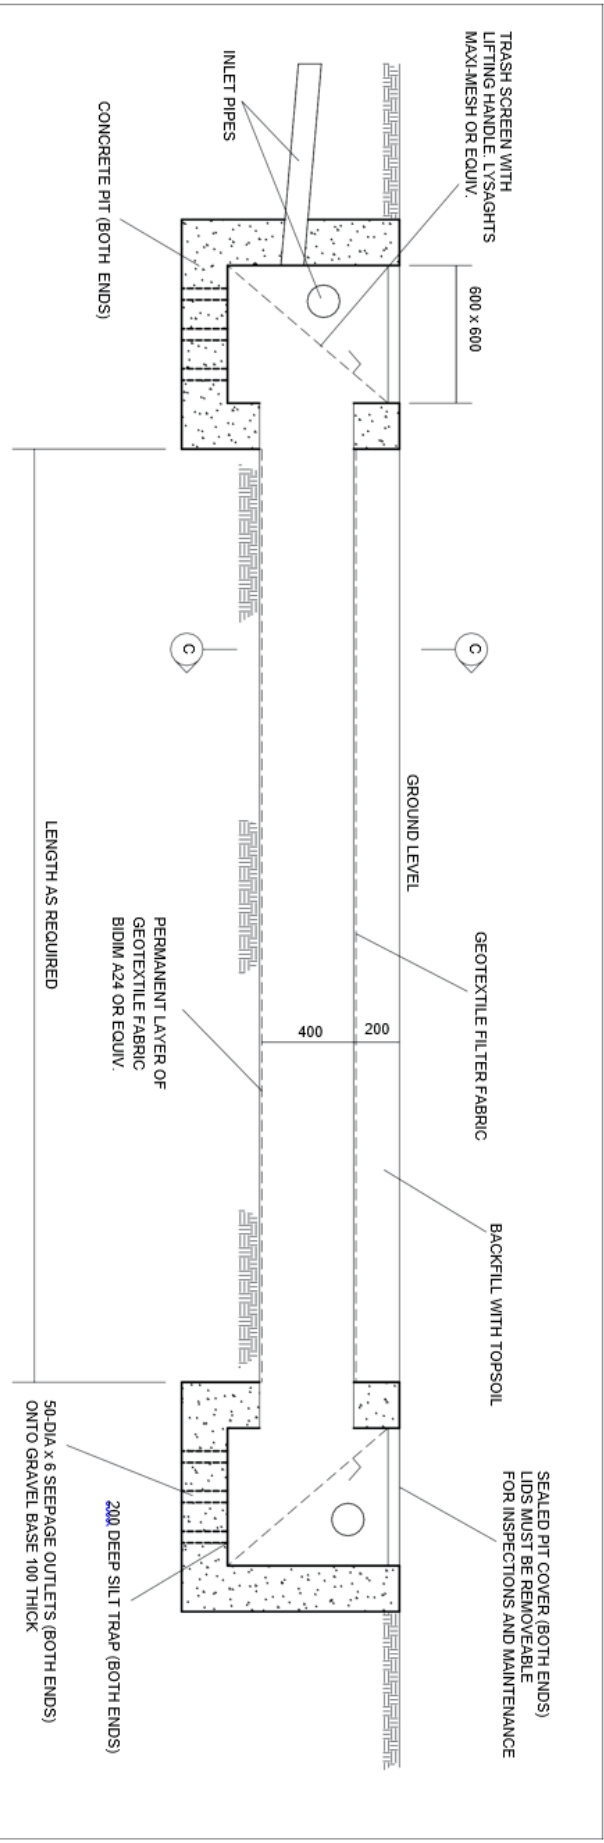 TRASH SCREEN WITH
LIFTING HANDLE. LYSAGHTS
MAXI-MESH OR EQUIV.
600 x 600
INLET PIPES
CONCRETE PIT (BOTH ENDS)
C
C
GROUND LEVEL
GEOTEXTILE FILTER FABRIC
BACKFILL WITH TOPSOIL
SEALED PIT COVER (BOTH ENDS)
LIDS MUST BE REMOVEABLE
FOR INSPECTIONS AND MAINTENANCE
200
400
PERMANENT LAYER OF
GEOTEXTILE FABRIC
BIDIM A24 OR EQUIV.
LENGTH AS REQUIRED
200 DEEP SILT TRAP (BOTH ENDS)
50-DIA x 6 SEEPAGE OUTLETS (BOTH ENDS)
ONTO GRAVEL BASE 100 THICK